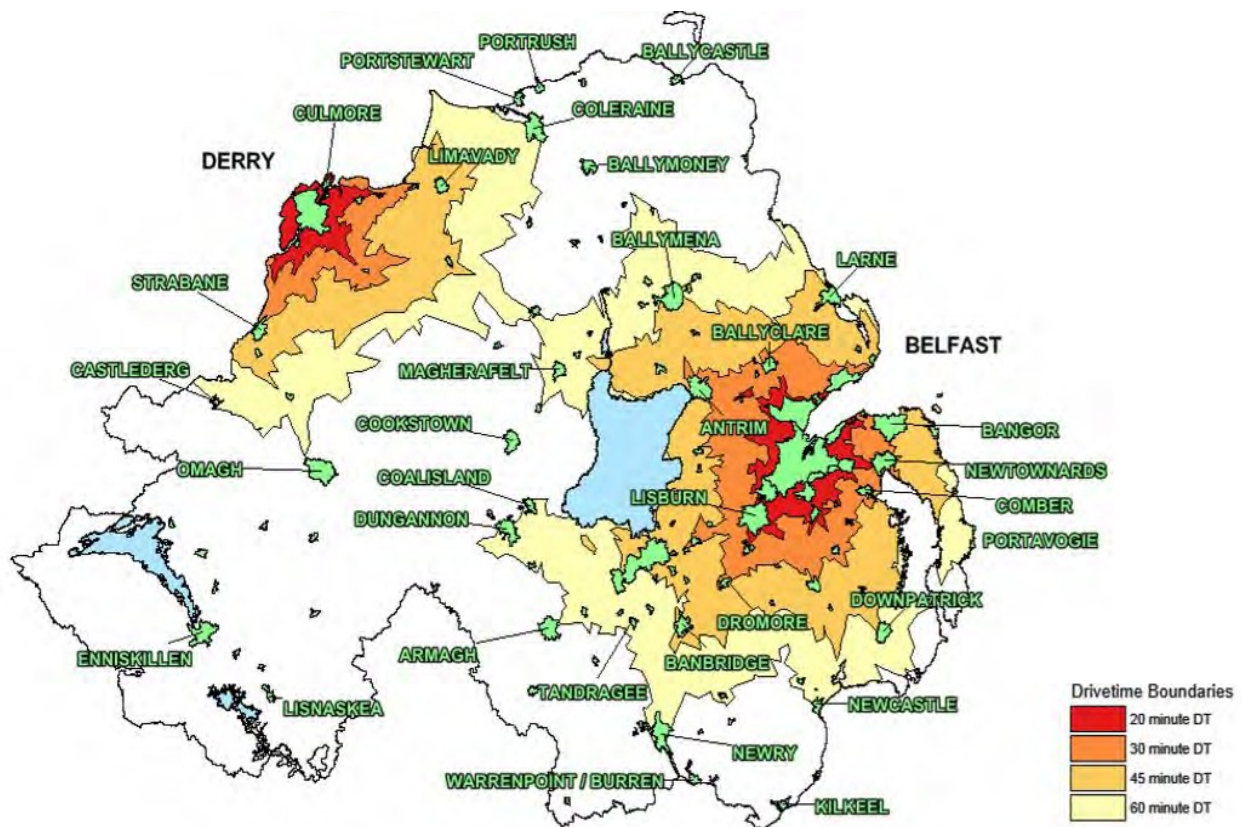 PORTRUSH
BALLYCASTLE
PORTSTEWART
CULMORE
COLERAINE
DERRY
LIMAVADY
BALLYMONEY
BALLYMENA
LARNE
STRABANE
BALLYCLARE
BELFAST
CASTLEDERG
MAGHERAFELT
ANTRIM
BANGOR
COOKSTOWN
OMAGH
NEWTOWNARDS
COALISLAND
LISBURN
COMBER
DUNGANNON
PORTAVOGIE
DOWNPATRICK
DROMORE
ENNISKILLEN
ARMAGH
BANBRIDGE
TANDRAGEE
LISNASKEA
NEWCASTLE
NEWRY
WARRENPOINT / BURREN
KILKEEL
Drivetime Boundaries
20 minute DT
30 minute DT
45 minute DT
60 minute DT